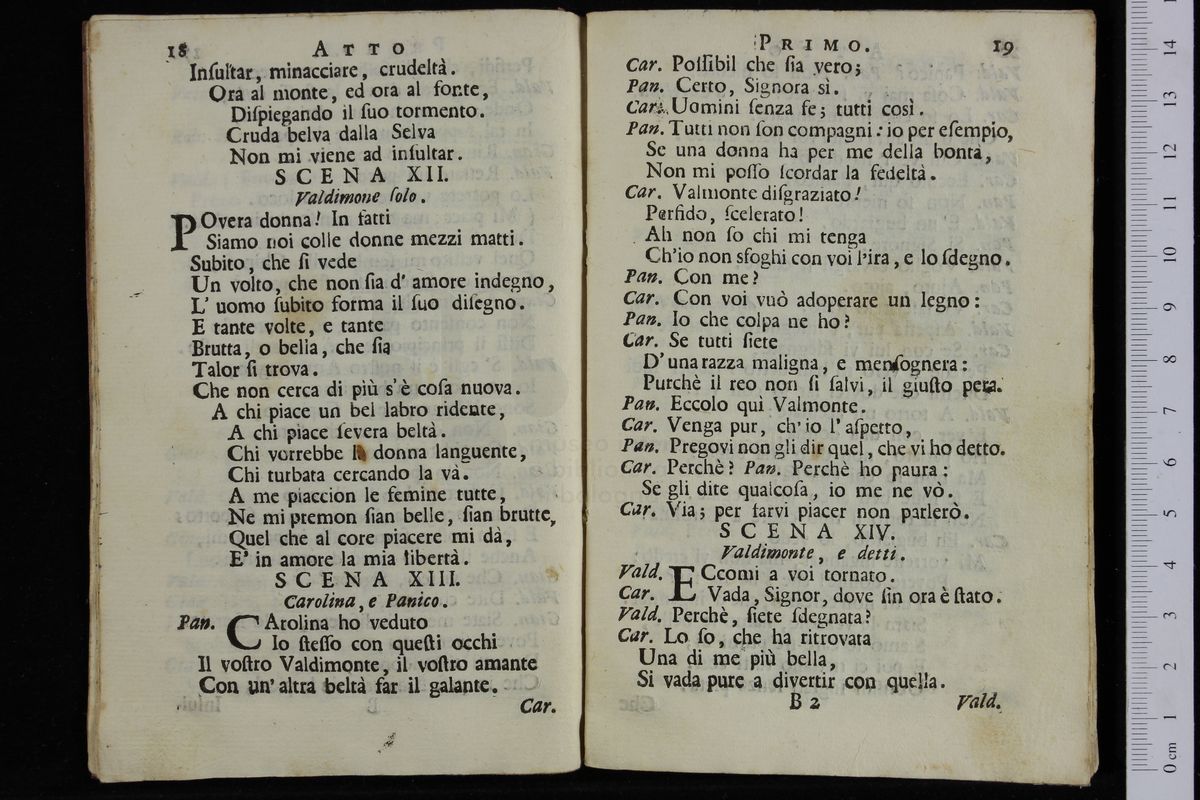 18 ATTO
Inſultar, minacciare, crudeltà.
Ora al monte, ed ora al fonte,
Diſpiegando il ſuo tormento.
Cruda belva dalla Selva
Non mi viene ad inſultar.
SCENA XII.
Valdimone ſolo.
POvera donna! In fatti
Siamo noi colle donne mezzi matti.
Subito, che ſi vede
Un volto, che non ſia d' amore indegno,
L' uomo ſubito forma il ſuo diſegno.
E tante volte, e tante
Brutta, o bella, che ſia
Talor ſi trova.
Che non cerca di più s'è coſa nuova.
A chi piace un bel labro ridente,
A chi piace ſevera beltà.
Chi vorrebbe la donna languente,
Chi turbata cercando la và.
A me piaccion le femine tutte,
Ne mi premon ſian belle, ſian brutte,
Quel che al core piacere mi dà,
E' in amore la mia libertà.
SCENA XIII.
Carolina, e Panico.
Pan. CArolina ho veduto
Io ſteſſo con queſti occhi
Il voſtro Valdimonte, il voſtro amante
Con un' altra beltà far il galante.
B Car.
PRIMO. 19
Car. Poſſibil che ſia vero;
Pan. Certo, Signora sì.
Car. Uomini ſenza fe; tutti così.
Pan. Tutti non ſon compagni: io per eſempio,
Se una donna ha per me della bontà,
Non mi poſſo ſcordar la fedeltà.
Car. Valmonte diſgraziato!
Perfido, ſcelerato!
Ah non ſo chi mi tenga
Ch'io non sfoghi con voi l'ira, e lo ſdegno.
Pan. Con me?
Car. Con voi vuò adoperare un legno:
Pan. Io che colpa ne ho?
Car. Se tutti ſiete
D' una razza maligna, e menſognera:
Purchè il reo non ſi ſalvi, il giuſto pera.
Pan. Eccolo quì Valmonte.
Car. Venga pur, ch' io l' aſpetto,
Pan. Pregovi non gli dir quel, che vi ho detto.
Car. Perchè? Pan. Perchè ho paura:
Se gli dite qualcoſa, io me ne vò.
Car. Via; per farvi piacer non parlerò.
SCENA XIV.
Valdimonte, e detti.
Vald. ECcomi a voi tornato.
Car. Vada, Signor, dove ſin ora è ſtato.
Vald. Perchè, ſiete ſdegnata?
Car. Lo ſo, che ha ritrovata
Una di me più bella,
Si vada pure a divertir con quella.
B 2 Vald.